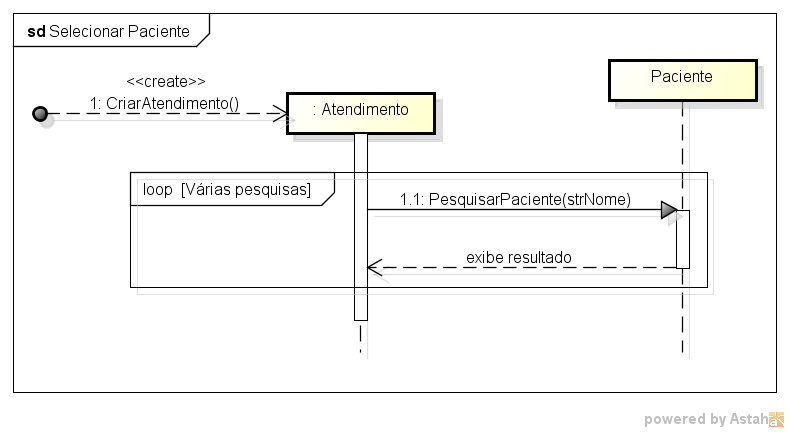 sd Selecionar Paciente
<<create>>
1: CriarAtendimento()
: Atendimento
Paciente
loop [Várias pesquisas]
1.1: PesquisarPaciente(strNome)
exibe resultado
powered by Astah